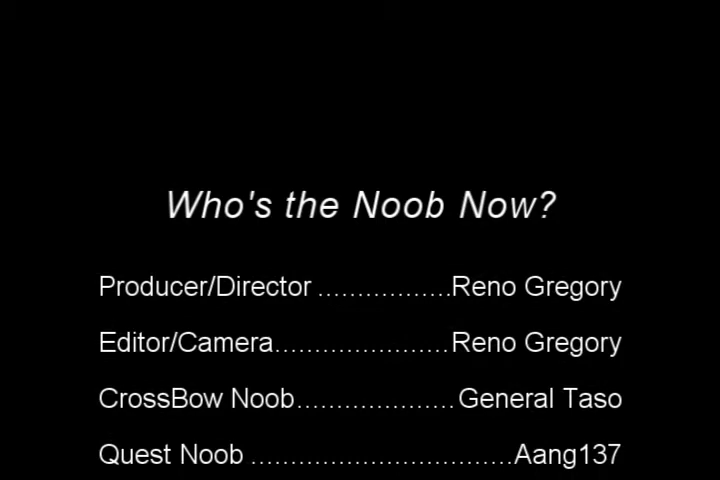 Who's the Noob Now?
Producer/Director .................Reno Gregory
Editor/Camera......................Reno Gregory
CrossBow Noob....................General Taso
Quest Noob .................................Aang137